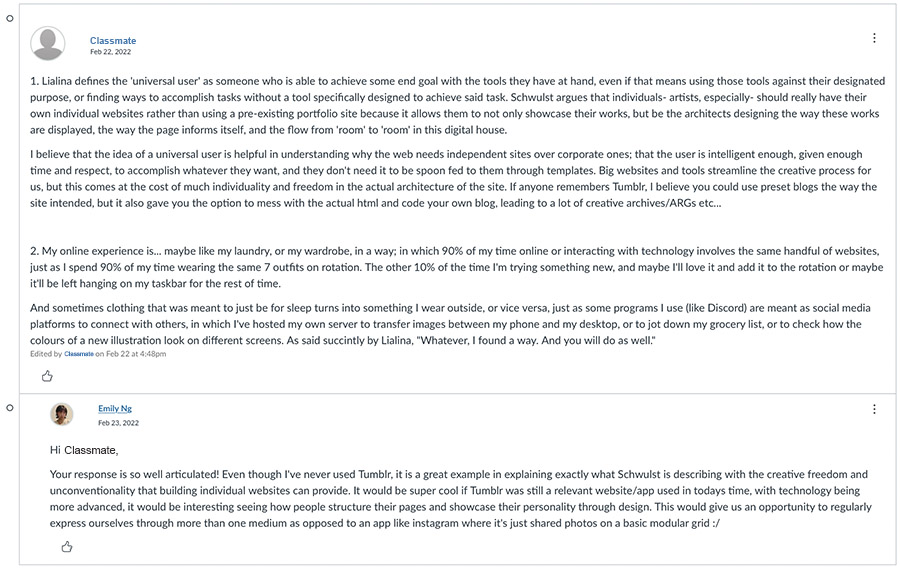 Classmate
Feb 22, 2022
1. Lialina defines the 'universal user' as someone who is able to achieve some end goal with the tools they have at hand, even if that means using those tools against their designated
purpose, or finding ways to accomplish tasks without a tool specifically designed to achieve said task. Schwulst argues that individuals- artists, especially- should really have their
own individual websites rather than using a pre-existing portfolio site because it allows them to not only showcase their works, but be the architects designing the way these works
are displayed, the way the page informs itself, and the flow from 'room' to 'room' in this digital house.
I believe that the idea of a universal user is helpful in understanding why the web needs independent sites over corporate ones; that the user is intelligent enough, given enough
time and respect, to accomplish whatever they want, and they don't need it to be spoon fed to them through templates. Big websites and tools streamline the creative process for
us, but this comes at the cost of much individuality and freedom in the actual architecture of the site. If anyone remembers Tumblr, I believe you could use preset blogs the way the
site intended, but it also gave you the option to mess with the actual html and code your own blog, leading to a lot of creative archives/ARGs etc...
2. My online experience is... maybe like my laundry, or my wardrobe, in a way; in which 90% of my time online or interacting with technology involves the same handful of websites,
just as I spend 90% of my time wearing the same 7 outfits on rotation. The other 10% of the time I'm trying something new, and maybe I'll love it and add it to the rotation or maybe
it'll be left hanging on my taskbar for the rest of time.
And sometimes clothing that was meant to just be for sleep turns into something I wear outside, or vice versa, just as some programs I use (like Discord) are meant as social media
platforms to connect with others, in which I've hosted my own server to transfer images between my phone and my desktop, or to jot down my grocery list, or to check how the
colours of a new illustration look on different screens. As said succintly by Lialina, "Whatever, I found a way. And you will do as well."
Edited by Classmate on Feb 22 at 4:48pm
Emily Ng
Feb 23, 2022
Hi Classmate,
Your response is so well articulated! Even though I've never used Tumblr, it is a great example in explaining exactly what Schwulst is describing with the creative freedom and
unconventionality that building individual websites can provide. It would be super cool if Tumblr was still a relevant website/app used in todays time, with technology being
more advanced, it would be interesting seeing how people structure their pages and showcase their personality through design. This would give us an opportunity to regularly
express ourselves through more than one medium as opposed to an app like instagram where it's just shared photos on a basic modular grid :/